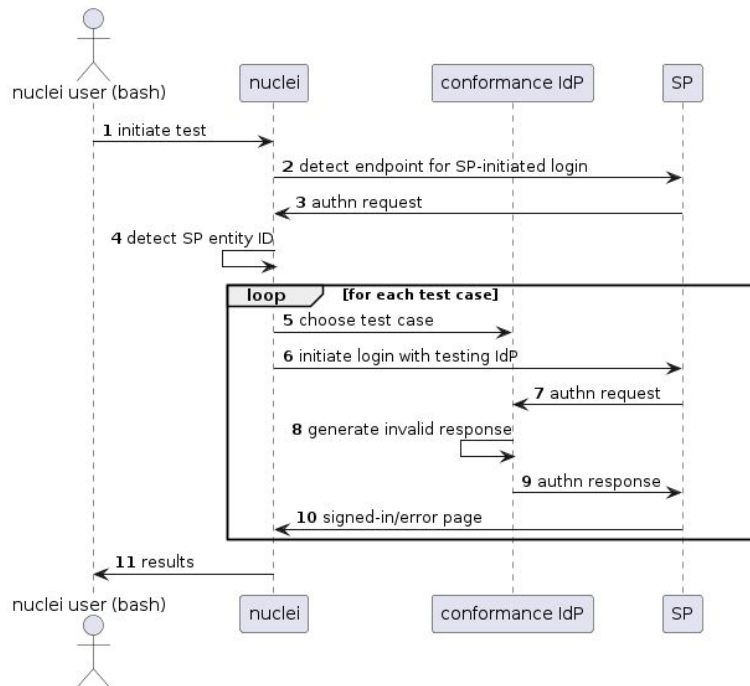 nuclei user (bash)
nuclei
conformance IdP
SP
1 initiate test
2 detect endpoint for SP-initiated login
3 authn request
4 detect SP entity ID
loop
[for each test case]
5 choose test case
6 initiate login with testing IdP
7 authn request
8 generate invalid response
9 authn response
10 signed-in/error page
11 results
nuclei user (bash)
nuclei
conformance IdP
SP